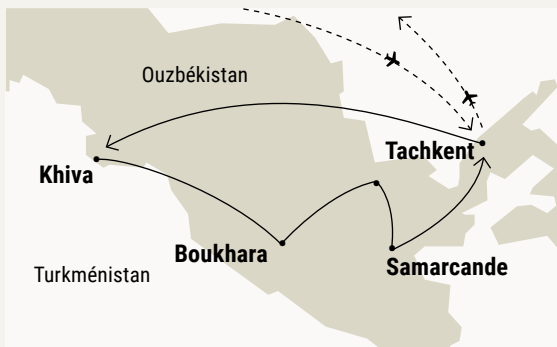 Ouzbékistan
Tachkent
Khiva
Boukhara
Samarcande
Turkménistan